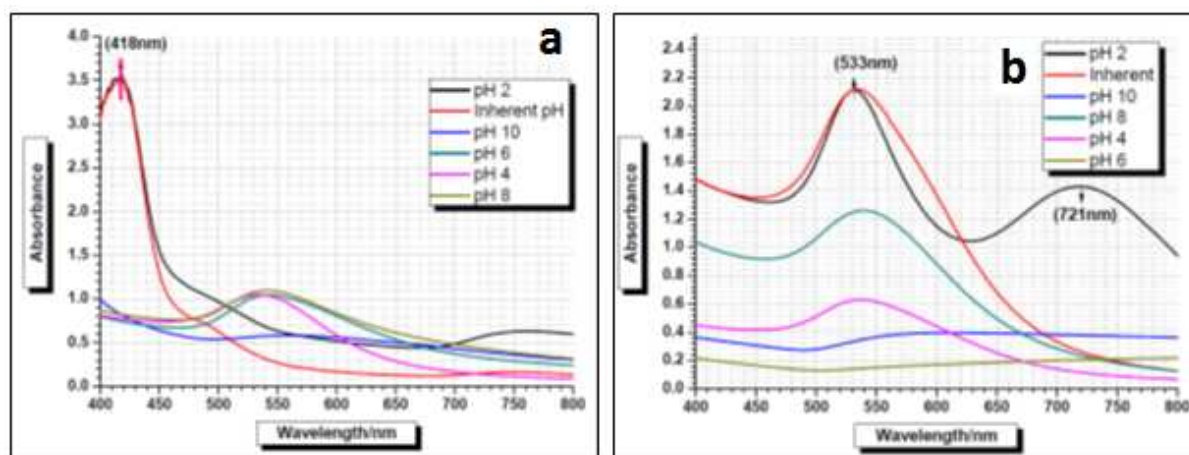 a
(418nm)
4.0
3.5
3.0
2.5
2.0
1.5
1.0
0.5
0.0
Absorbance
pH 2
Inherent pH
pH 10
pH 6
pH 4
pH 8
400 450 500 550 600 650 700 750 800
Wavelength/nm
b
(533nm)
(721nm)
2.4
2.2
2.0
1.8
1.6
1.4
1.2
1.0
0.8
0.6
0.4
0.2
0.0
Absorbance
pH 2
Inherent
pH 10
pH 8
pH 4
pH 6
400 450 500 550 600 650 700 750 800
Wavelength/nm